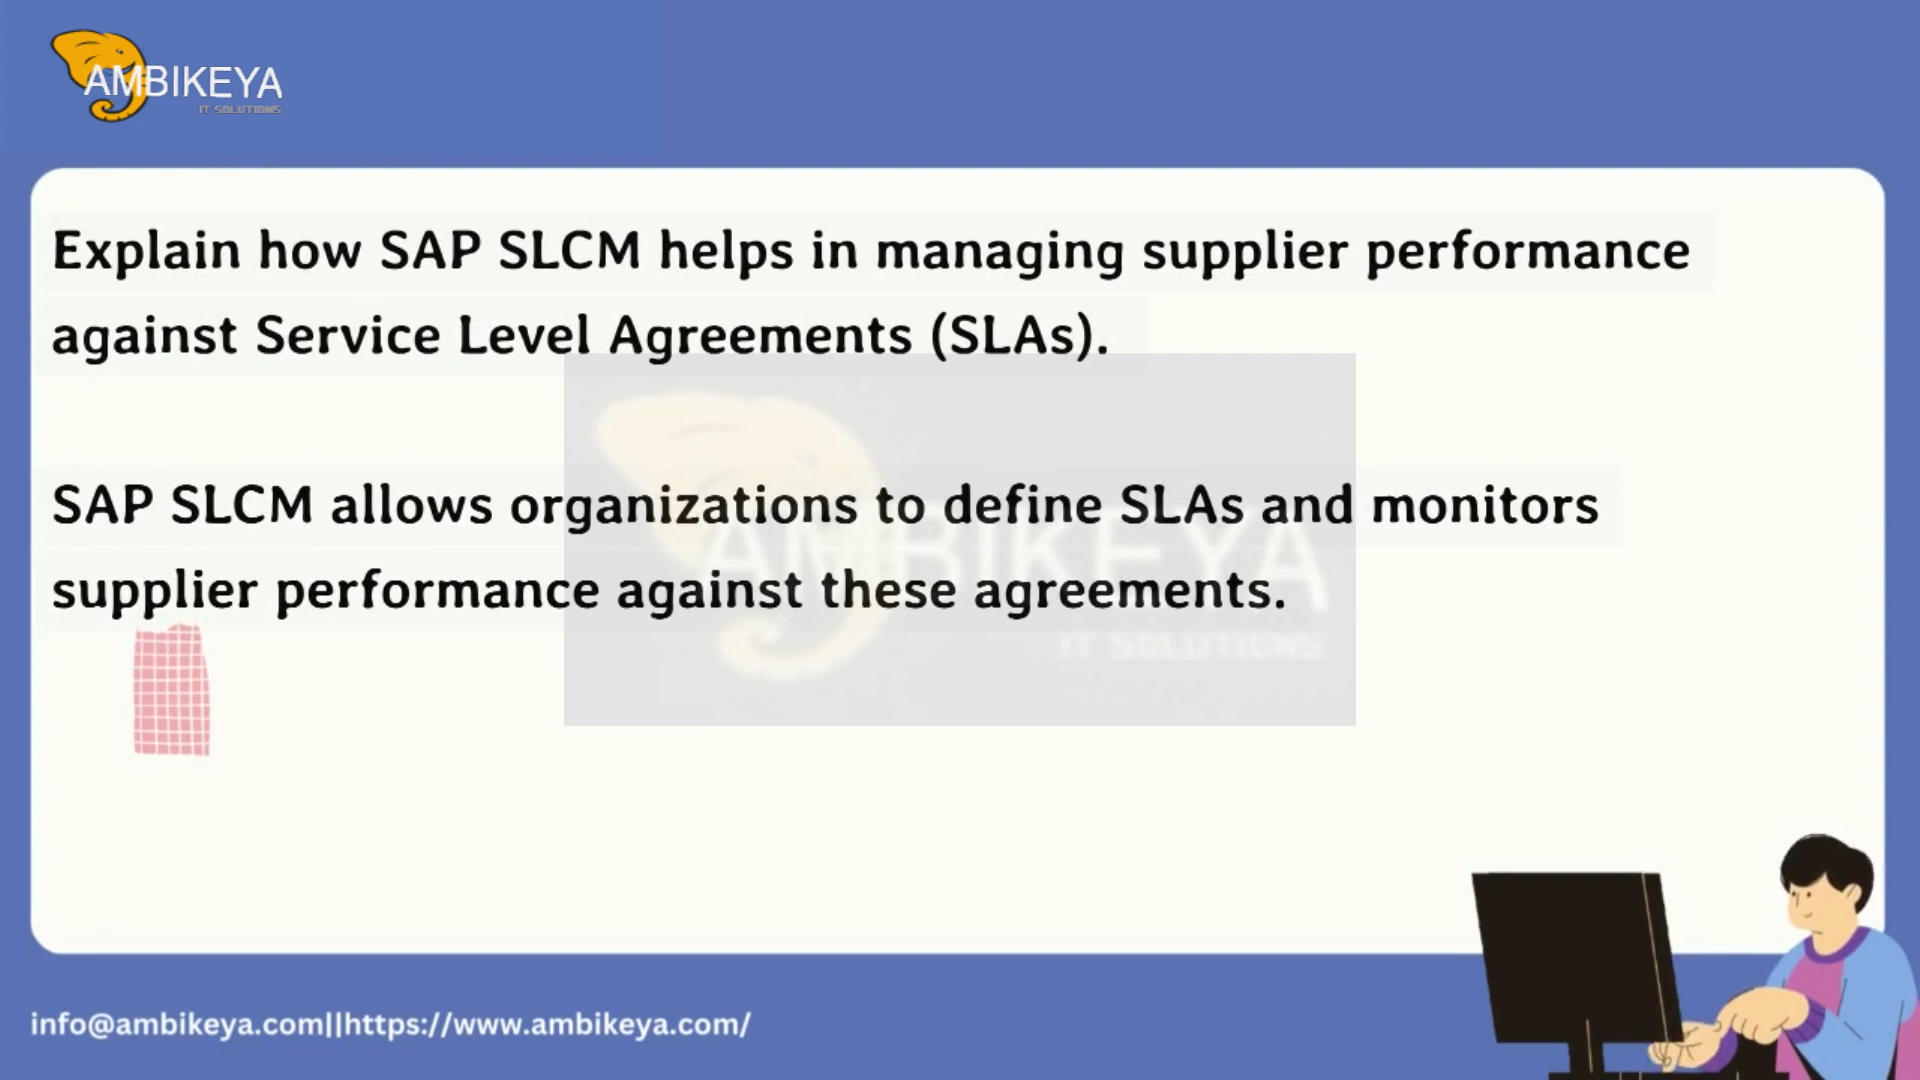 AMBIKEYA
IT SOLUTIONS
Explain how SAP SLCM helps in managing supplier performance
against Service Level Agreements (SLAs).
SAP SLCM allows organizations to define SLAs and monitors
supplier performance against these agreements.
AMBIKEYA
IT SOLUTIONS
info@ambikeya.com||https://www.ambikeya.com/